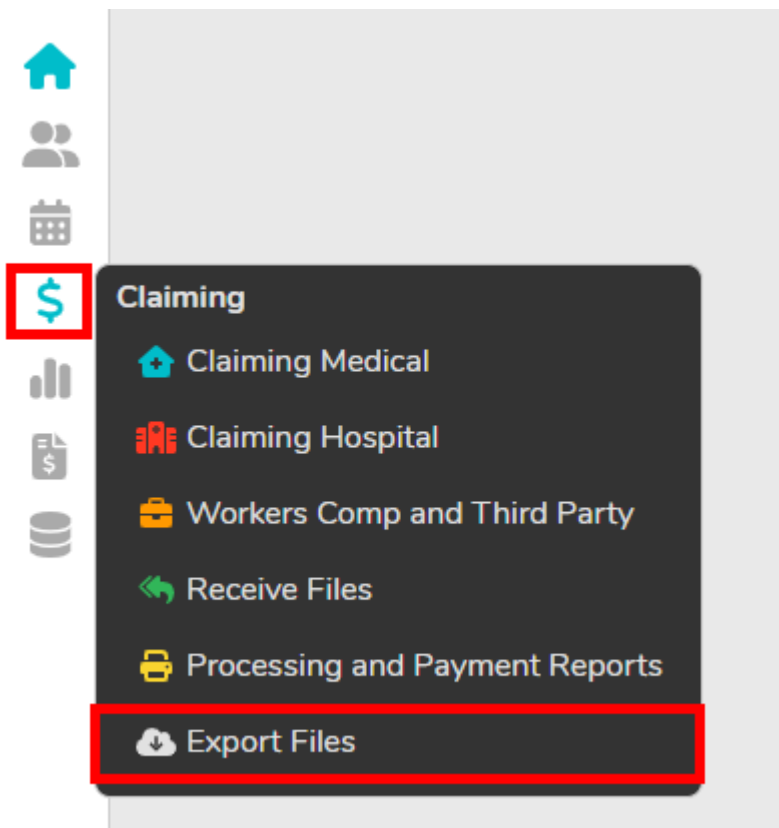 $
Claiming
Claiming Medical
Claiming Hospital
Workers Comp and Third Party
Receive Files
Processing and Payment Reports
$
Export Files